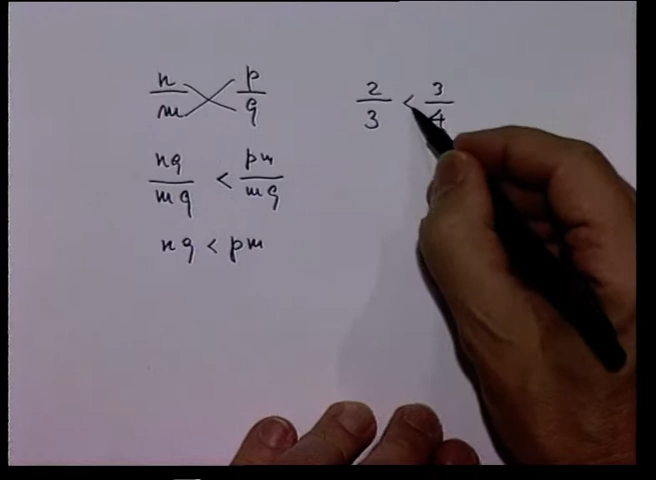 n/m p/q
nq/mq < pm/mq
nq < pm
2/3 < 3/4